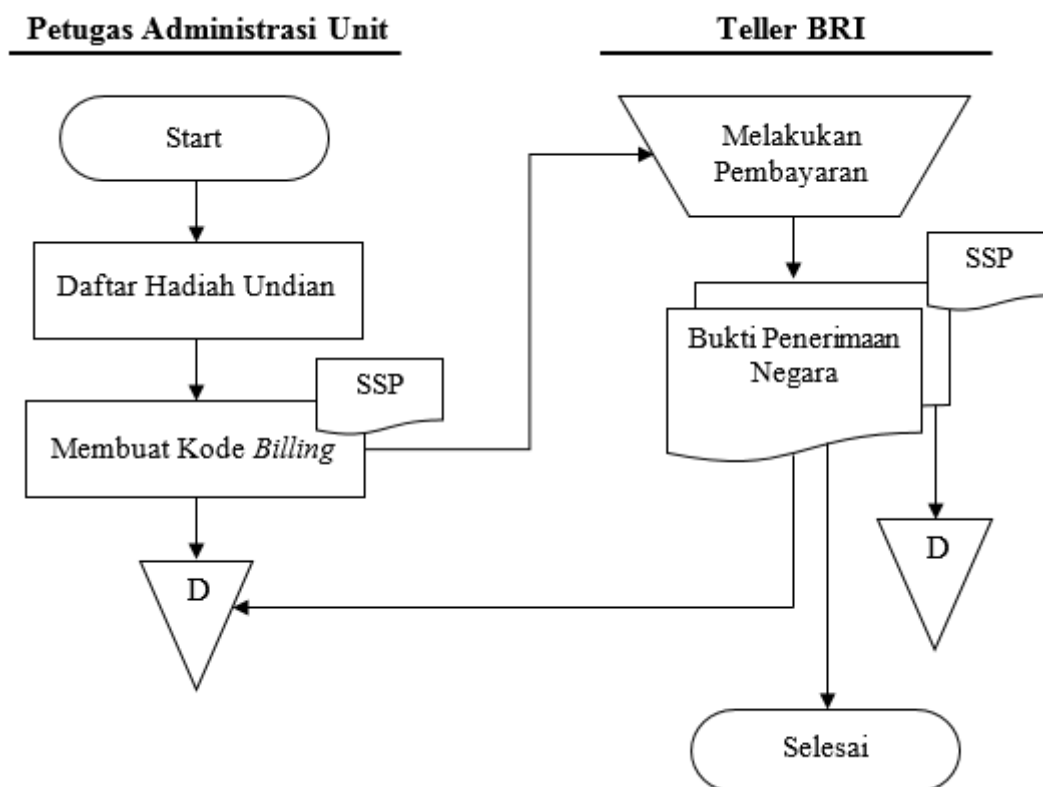 Petugas Administrasi Unit
Teller BRI
Start
Daftar Hadiah Undian
SSP
Membuat Kode Billing
D
Melakukan
Pembayaran
SSP
Bukti Penerimaan
Negara
D
Selesai